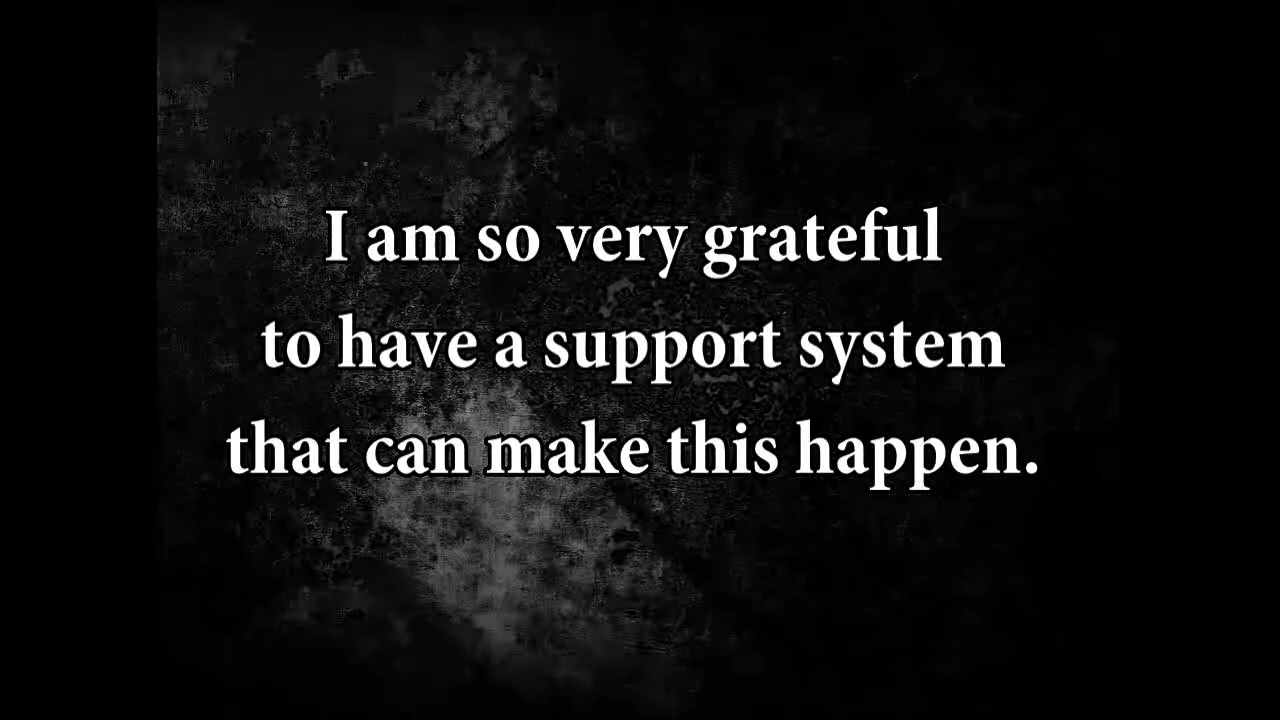 I am so very grateful
to have a support system
that can make this happen.